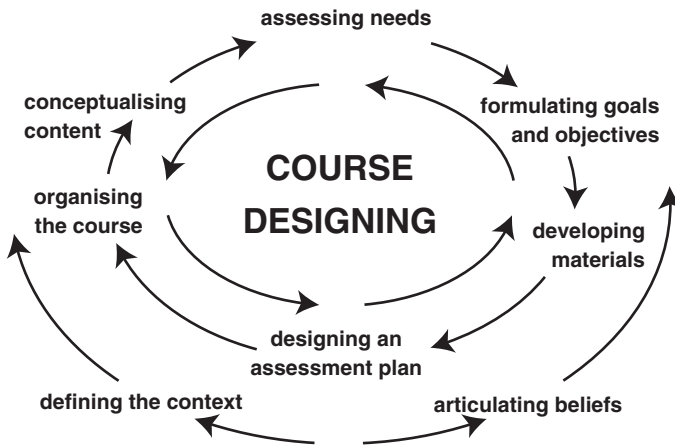 assessing needs
conceptualising
content
formulating goals
and objectives
COURSE
DESIGNING
organising
the course
developing
materials
designing an
assessment plan
defining the context
articulating beliefs